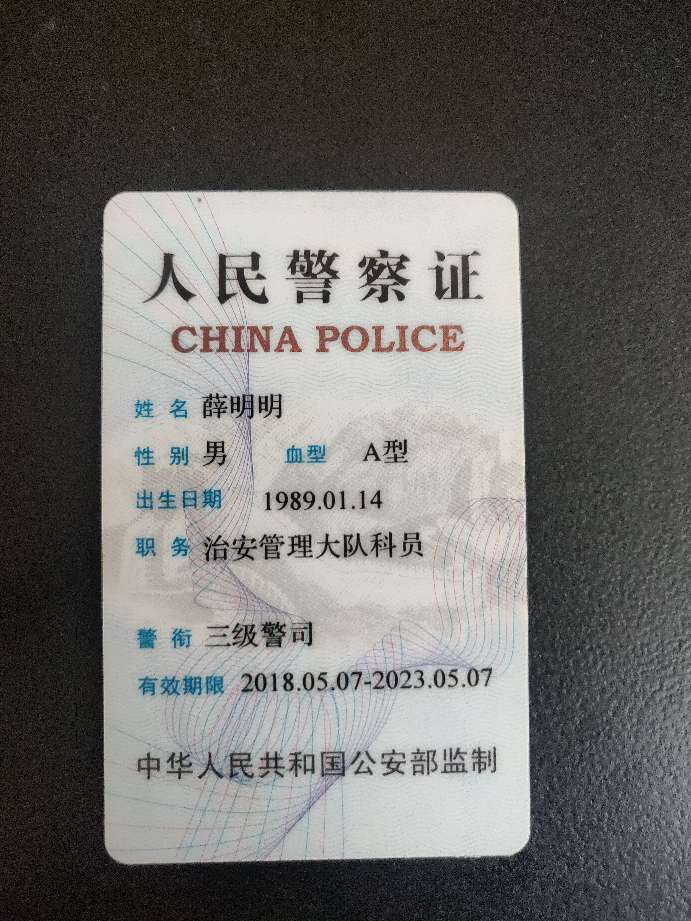 人民警察证
CHINA POLICE
姓名 薛明明
性别 男 血型 A型
出生日期 1989.01.14
职务 治安管理大队科员
警衔 三级警司
有效期限 2018.05.07-2023.05.07
中华人民共和国公安部监制